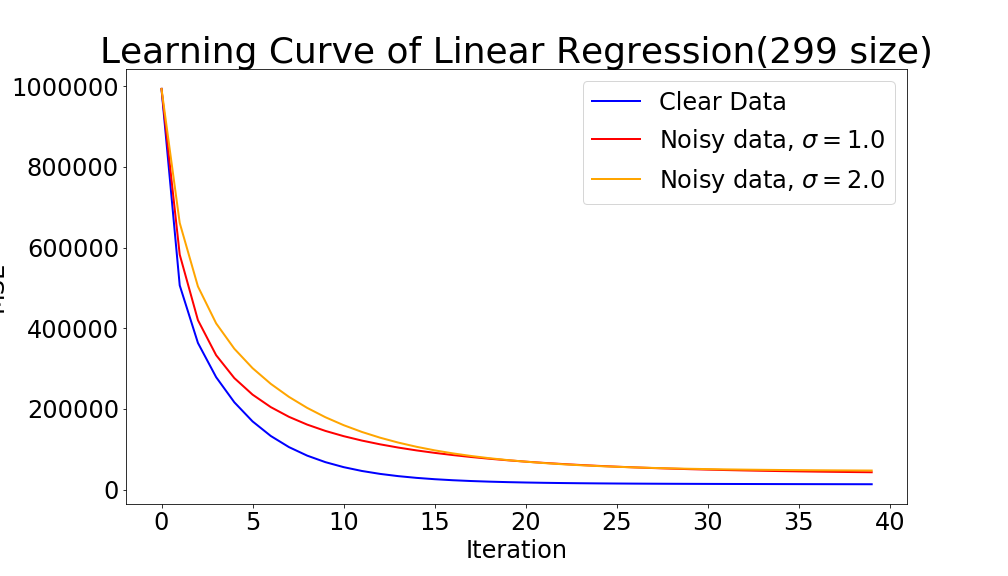 Learning Curve of Linear Regression(299 size)
Clear Data
Noisy data, σ = 1.0
Noisy data, σ = 2.0
1000000
800000
600000
400000
200000
0
0 5 10 15 20 25 30 35 40
Iteration